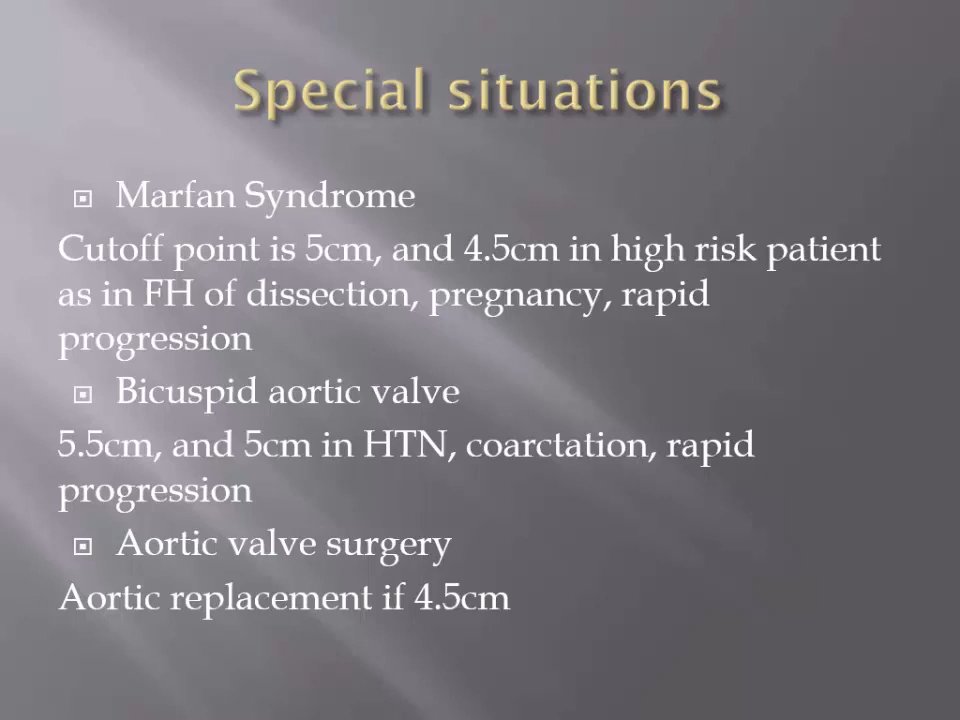 Special situations
Marfan Syndrome
Cutoff point is 5cm, and 4.5cm in high risk patient
as in FH of dissection, pregnancy, rapid
progression
Bicuspid aortic valve
5.5cm, and 5cm in HTN, coarctation, rapid
progression
Aortic valve surgery
Aortic replacement if 4.5cm